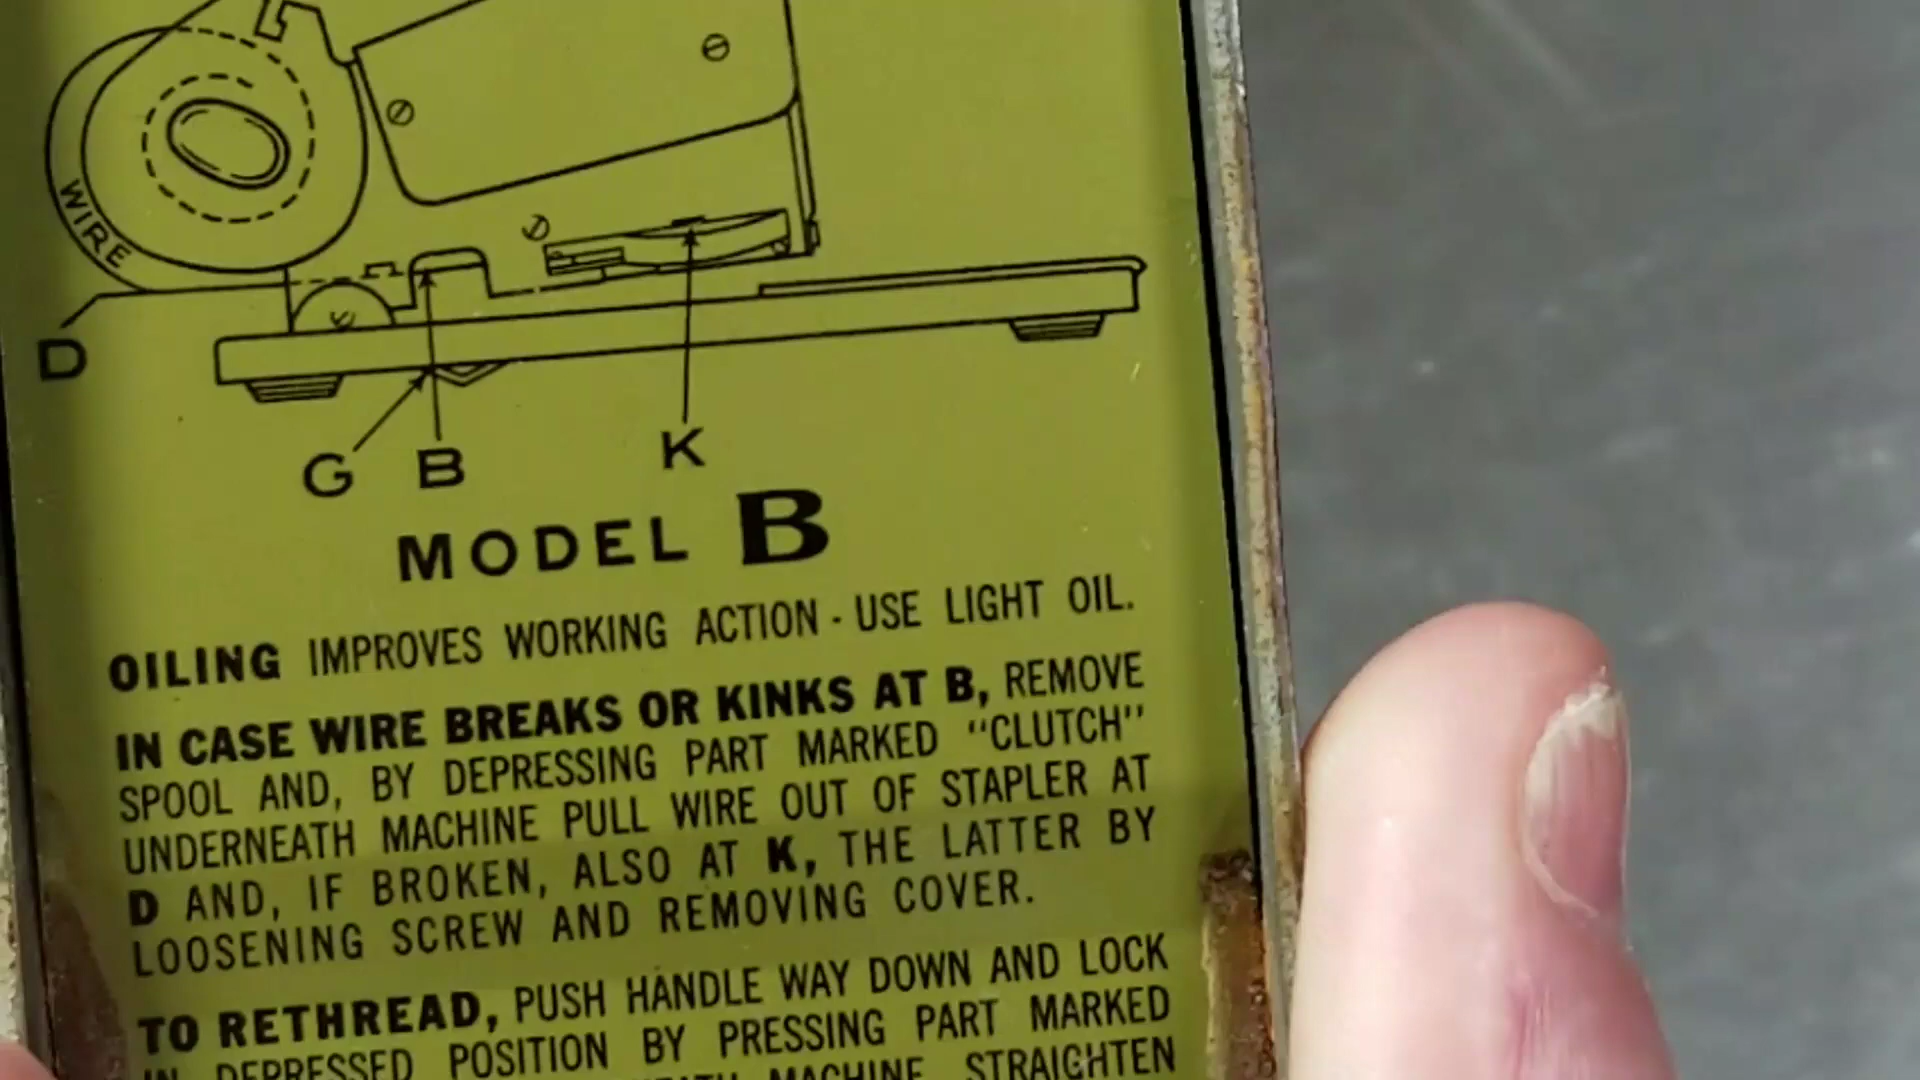 WIRE
D
G B K
MODEL B
OILING IMPROVES WORKING ACTION - USE LIGHT OIL.
IN CASE WIRE BREAKS OR KINKS AT B, REMOVE
SPOOL AND, BY DEPRESSING PART MARKED "CLUTCH"
UNDERNEATH MACHINE PULL WIRE OUT OF STAPLER AT
D AND, IF BROKEN, ALSO AT K, THE LATTER BY
LOOSENING SCREW AND REMOVING COVER.
TO RETHREAD, PUSH HANDLE WAY DOWN AND LOCK
IN DEPRESSED POSITION BY PRESSING PART MARKED
MACHINE, STRAIGHTEN